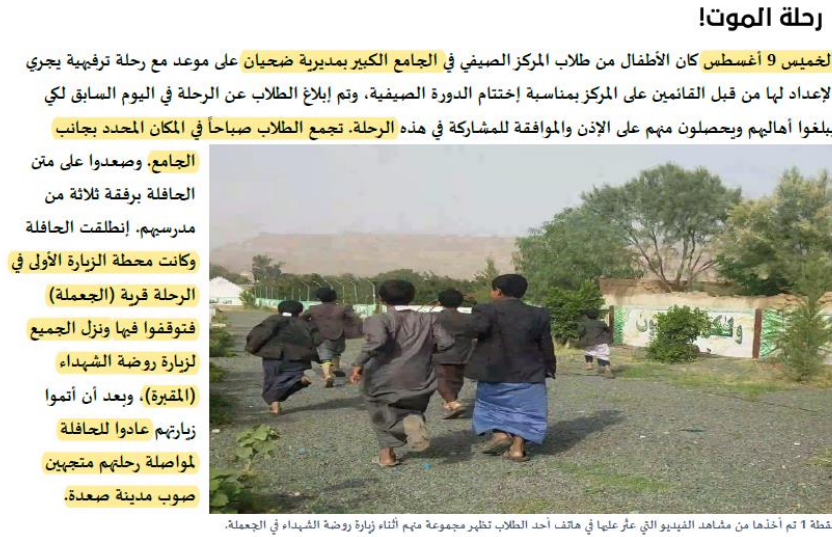 رحلة الموت!
لخميس 9 أغسطس كان الأطفال من طلاب المركز الصيفي في الجامع الكبير بمديرية ضحيان على موعد مع رحلة ترفيهية يجري
لإعداد لها من قبل القائمين على المركز بمناسبة إختتام الدورة الصيفية، وتم إبلاغ الطلاب عن الرحلة في اليوم السابق لكي
يبلغوا أهاليهم ويحصلون منهم على الإذن والموافقة للمشاركة في هذه الرحلة. تجمع الطلاب صباحاً في المكان المحدد بجانب
الجامع. وصعدوا على متن
الحافلة برفقة ثلاثة من
مدرسيهم. إنطلقت الحافلة
وكانت محطة الزيارة الأولى في
الرحلة قرية (الجعملة)
فتوقفوا فيها ونزل الجميع
لزيارة روضة الشهداء
(المقبرة)، وبعد أن أتموا
زيارتهم عادوا للحافلة
لمواصلة رحلتهم متجهين
صوب مدينة صعدة.
لقطة 1 تم أخذها من مشاهد الفيديو التي عثر عليها في هاتف أحد الطلاب تظهر مجموعة منهم أثناء زيارة روضة الشهداء في الجعملة.